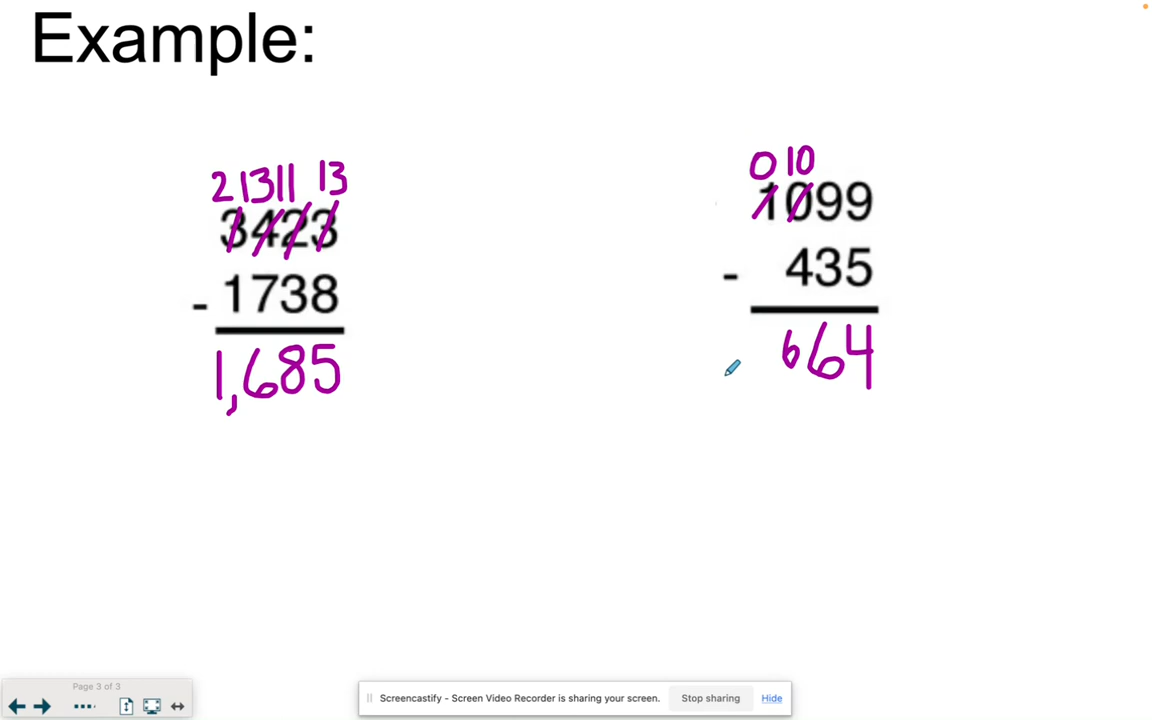 Example:
2 13 11 13
3423
- 1738
1,685
0 10
1099
- 435
664
Page 3 of 3
Screencastify - Screen Video Recorder is sharing your screen. Stop sharing Hide